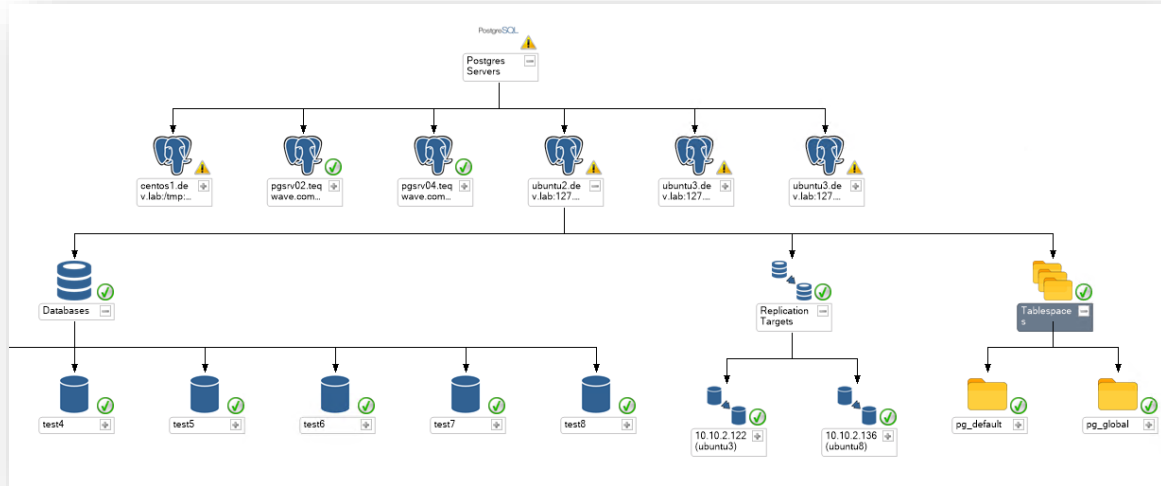 PostgreSQL
Postgres
Servers
centos1.de
v.lab:/tmp:...
pgsrv02.teq
wave.com...
pgsrv04.teq
wave.com...
ubuntu2.de
v.lab:127....
ubuntu3.de
v.lab:127....
ubuntu3.de
v.lab:127....
Databases
Replication
Targets
Tablespace
s
test4
test5
test6
test7
test8
10.10.2.122
(ubuntu3)
10.10.2.136
(ubuntu8)
pg_default
pg_global